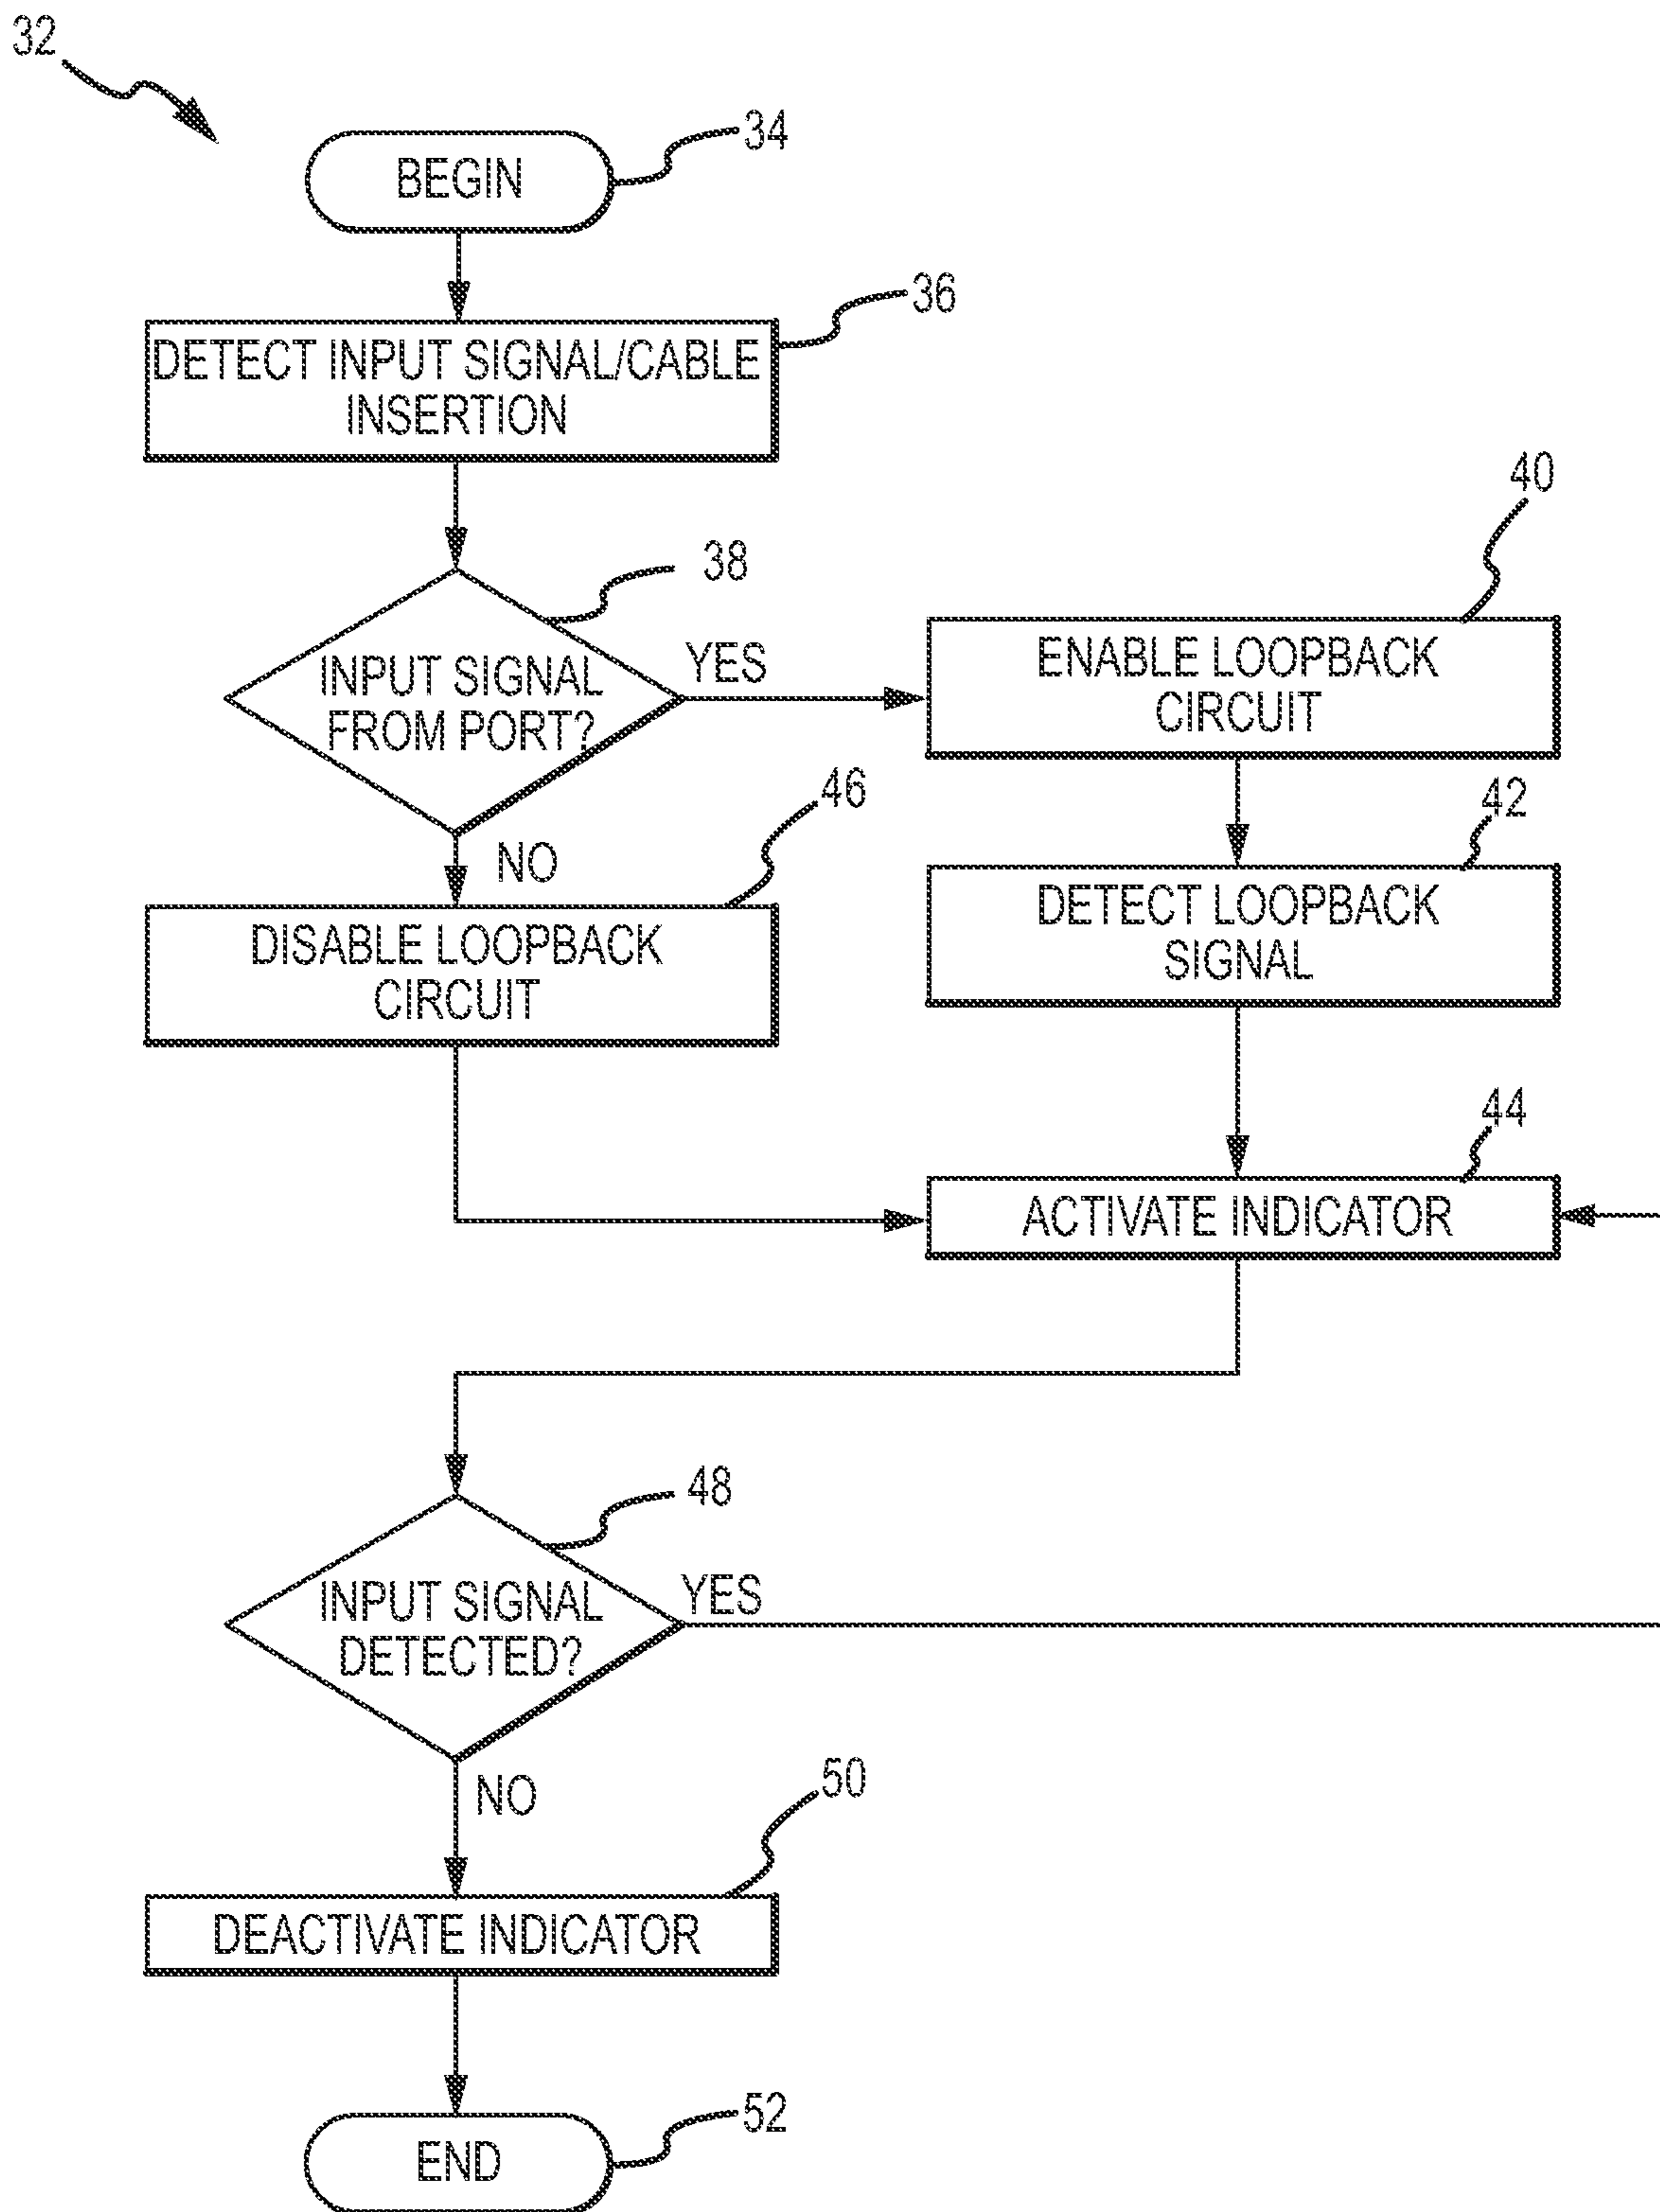 32
BEGIN
34
DETECT INPUT SIGNAL/CABLE
INSERTION
36
INPUT SIGNAL
FROM PORT?
38
YES
ENABLE LOOPBACK
CIRCUIT
40
NO
DISABLE LOOPBACK
CIRCUIT
46
DETECT LOOPBACK
SIGNAL
42
ACTIVATE INDICATOR
44
INPUT SIGNAL
DETECTED?
48
YES
NO
DEACTIVATE INDICATOR
50
END
52